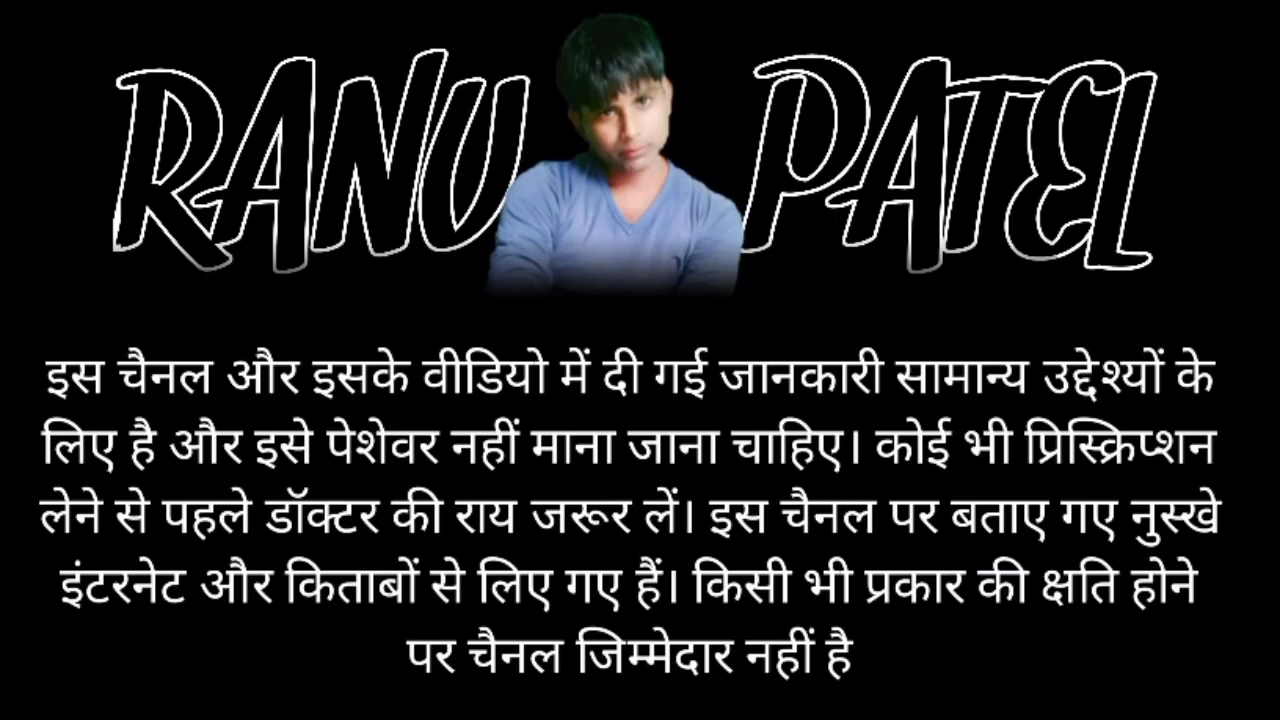 RANU PATEL
इस चैनल और इसके वीडियो में दी गई जानकारी सामान्य उद्देश्यों के
लिए है और इसे पेशेवर नहीं माना जाना चाहिए। कोई भी प्रिस्क्रिप्शन
लेने से पहले डॉक्टर की राय जरूर लें। इस चैनल पर बताए गए नुस्खे
इंटरनेट और किताबों से लिए गए हैं। किसी भी प्रकार की क्षति होने
पर चैनल जिम्मेदार नहीं है